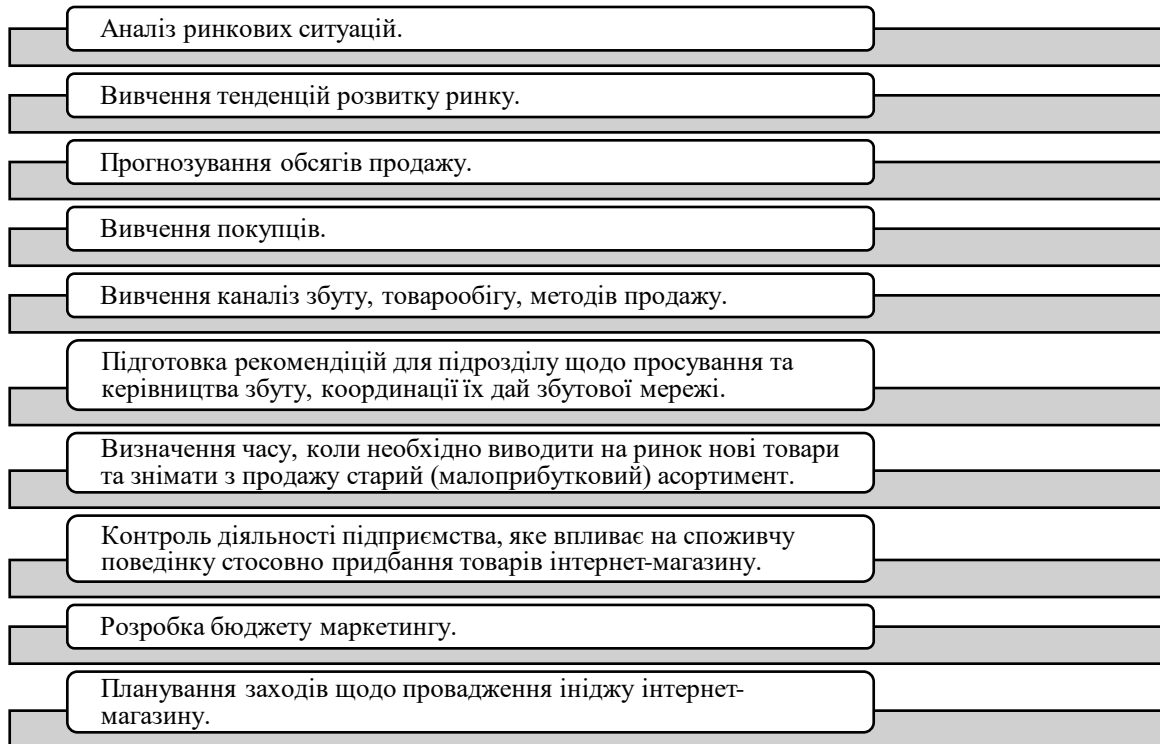 Аналіз ринкових ситуацій.
Вивчення тенденцій розвитку ринку.
Прогнозування обсягів продажу.
Вивчення покупців.
Вивчення каналіз збуту, товарообігу, методів продажу.
Підготовка рекомендіцій для підрозділу щодо просування та
керівництва збуту, координації їх дай збутової мережі.
Визначення часу, коли необхідно виводити на ринок нові товари
та знімати з продажу старий (малоприбутковий) асортимент.
Контроль діяльності підприємства, яке впливає на споживчу
поведінку стосовно придбання товарів інтернет-магазину.
Розробка бюджету маркетингу.
Планування заходів щодо провадження ініджу інтернет-
магазину.